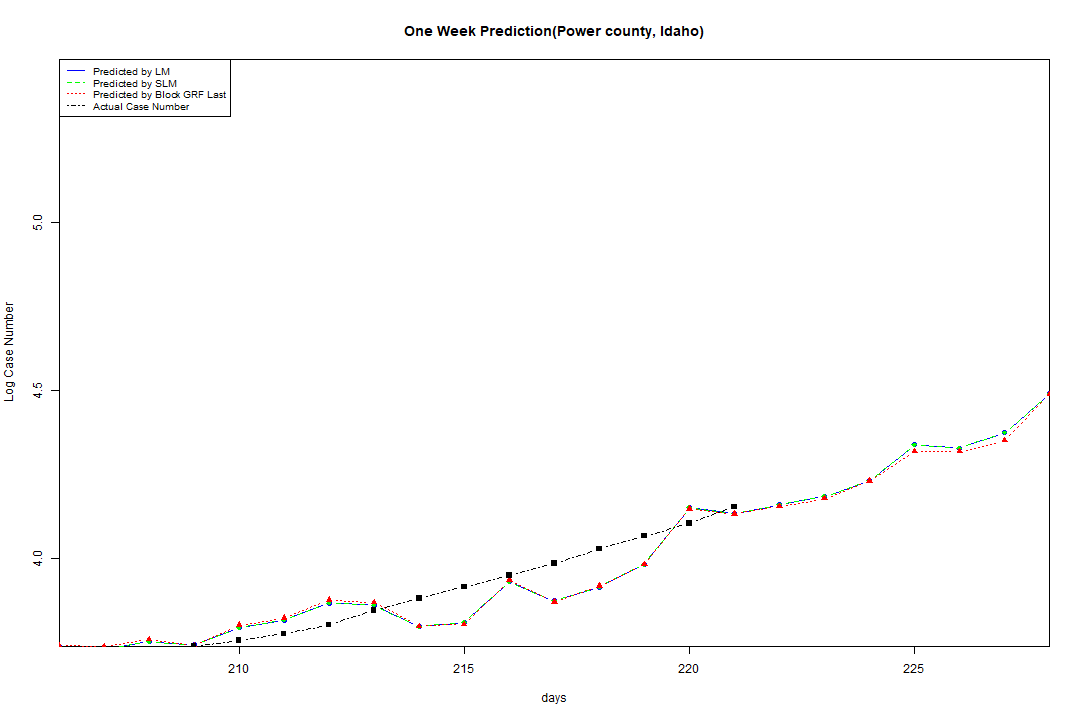 One Week Prediction(Power county, Idaho)
Predicted by LM
Predicted by SLM
Predicted by Block GRF Last
Actual Case Number
5.0
4.5
4.0
Log Case Number
210 215 220 225
days